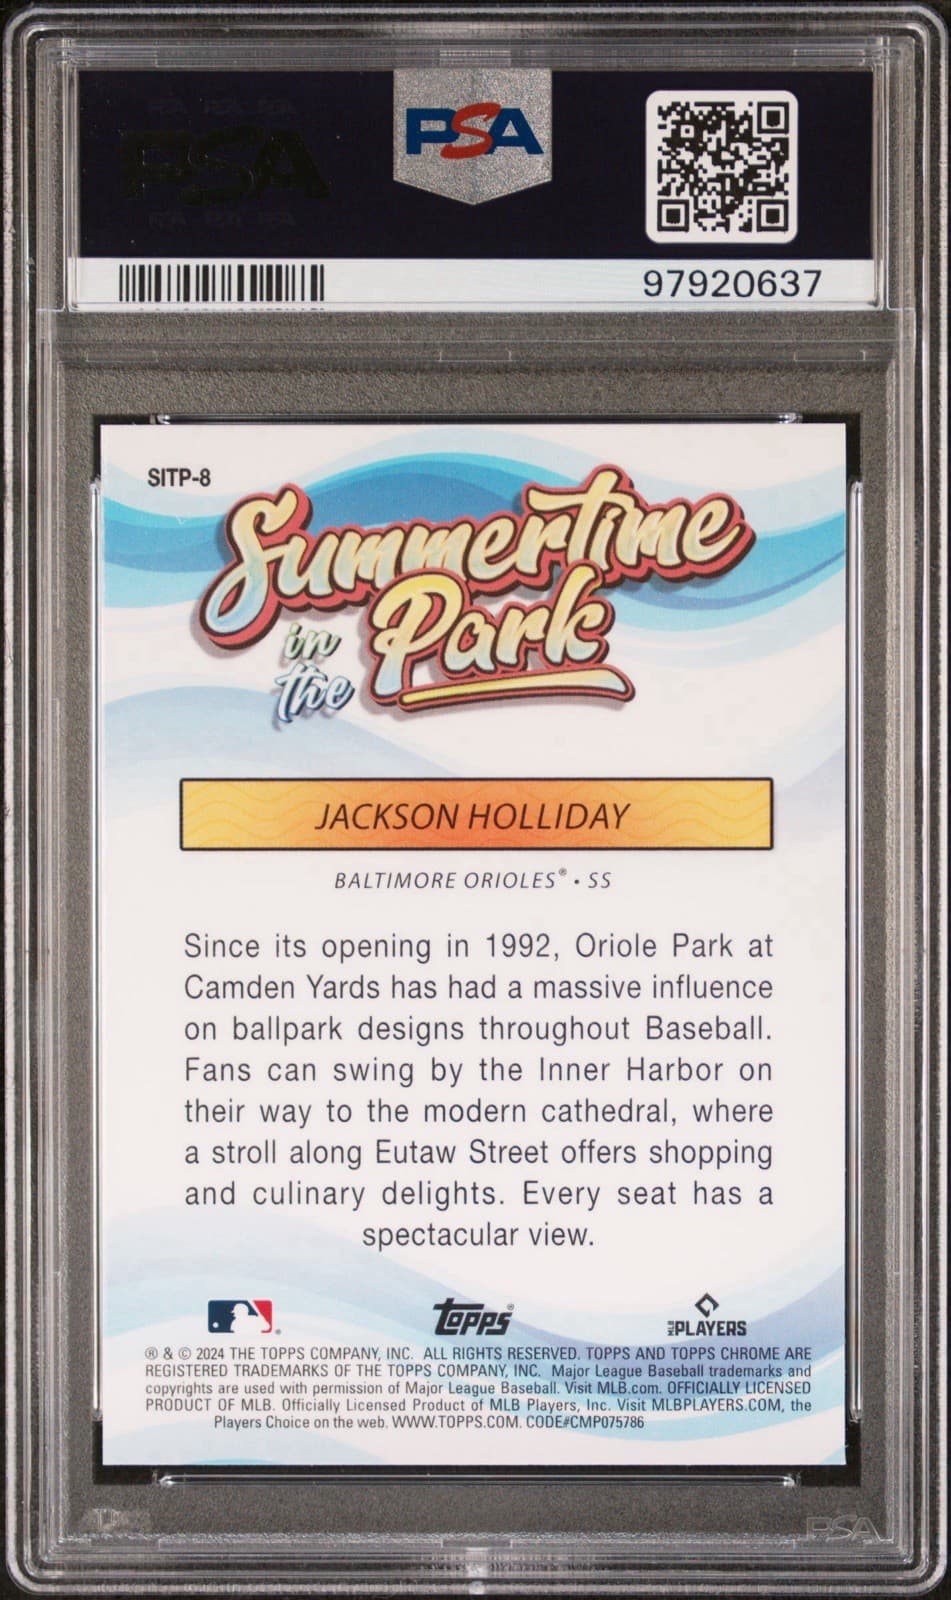 PSA
PSA
97920637
SITP-8
Summertime
in the Park
JACKSON HOLLIDAY
BALTIMORE ORIOLES® • SS
Since its opening in 1992, Oriole Park at
Camden Yards has had a massive influence
on ballpark designs throughout Baseball.
Fans can swing by the Inner Harbor on
their way to the modern cathedral, where
a stroll along Eutaw Street offers shopping
and culinary delights. Every seat has a
spectacular view.
topps®
MLB PLAYERS
® & © 2024 THE TOPPS COMPANY, INC. ALL RIGHTS RESERVED. TOPPS AND TOPPS CHROME ARE
REGISTERED TRADEMARKS OF THE TOPPS COMPANY, INC. Major League Baseball trademarks and
copyrights are used with permission of Major League Baseball. Visit MLB.com. OFFICIALLY LICENSED
PRODUCT OF MLB. Officially Licensed Product of MLB Players, Inc. Visit MLBPLAYERS.COM, the
Players Choice on the web. WWW.TOPPS.COM. CODE#CMP075786
PSA